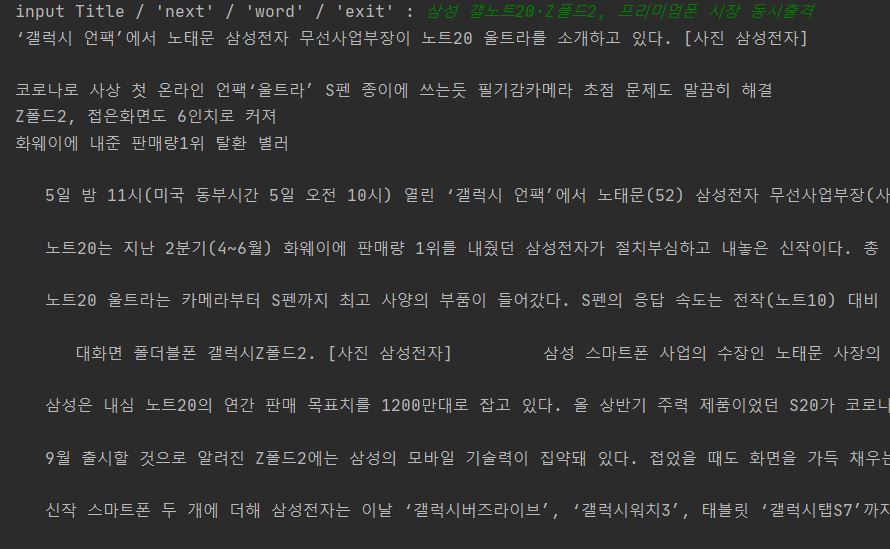 input Title / 'next' / 'word' / 'exit' : 삼성 갤노트20·Z폴드2, 프리미엄폰 시장 동시출격
‘갤럭시 언팩’에서 노태문 삼성전자 무선사업부장이 노트20 울트라를 소개하고 있다. [사진 삼성전자]
코로나로 사상 첫 온라인 언팩‘울트라’ S펜 종이에 쓰는듯 필기감카메라 초점 문제도 말끔히 해결
Z폴드2, 접은화면도 6인치로 커져
화웨이에 내준 판매량1위 탈환 별러
5일 밤 11시(미국 동부시간 5일 오전 10시) 열린 ‘갤럭시 언팩’에서 노태문(52) 삼성전자 무선사업부장(사
노트20는 지난 2분기(4~6월) 화웨이에 판매량 1위를 내줬던 삼성전자가 절치부심하고 내놓은 신작이다. 총
노트20 울트라는 카메라부터 S펜까지 최고 사양의 부품이 들어갔다. S펜의 응답 속도는 전작(노트10) 대비
대화면 폴더블폰 갤럭시Z폴드2. [사진 삼성전자] 삼성 스마트폰 사업의 수장인 노태문 사장의
삼성은 내심 노트20의 연간 판매 목표치를 1200만대로 잡고 있다. 올 상반기 주력 제품이었던 S20가 코로나
9월 출시할 것으로 알려진 Z폴드2에는 삼성의 모바일 기술력이 집약돼 있다. 접었을 때도 화면을 가득 채우는
신작 스마트폰 두 개에 더해 삼성전자는 이날 ‘갤럭시버즈라이브’, ‘갤럭시워치3’, 태블릿 ‘갤럭시탭S7’까지